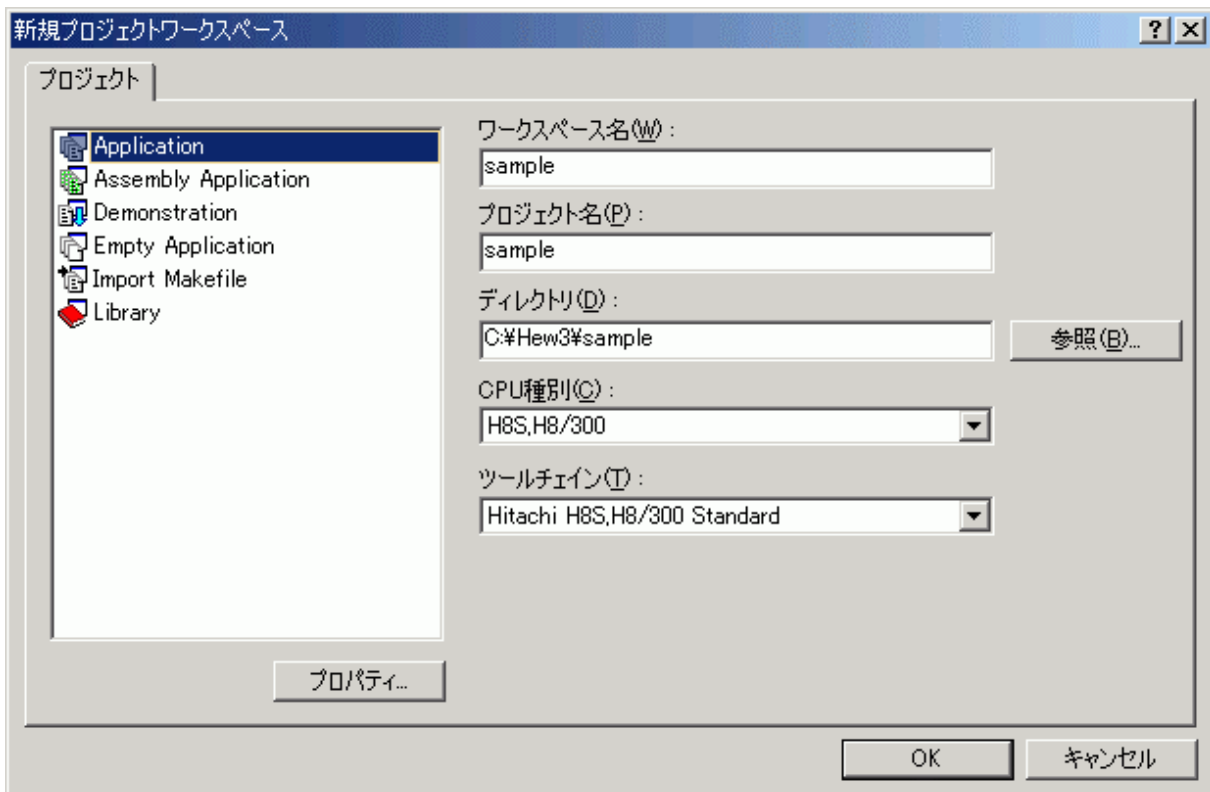 新規プロジェクトワークスペース
プロジェクト
Application
Assembly Application
Demonstration
Empty Application
Import Makefile
Library
プロパティ...
ワークスペース名(W):
sample
プロジェクト名(P):
sample
ディレクトリ(D):
C:¥Hew3¥sample
参照(B)...
CPU種別(C):
H8S,H8/300
ツールチェイン(T):
Hitachi H8S,H8/300 Standard
OK
キャンセル